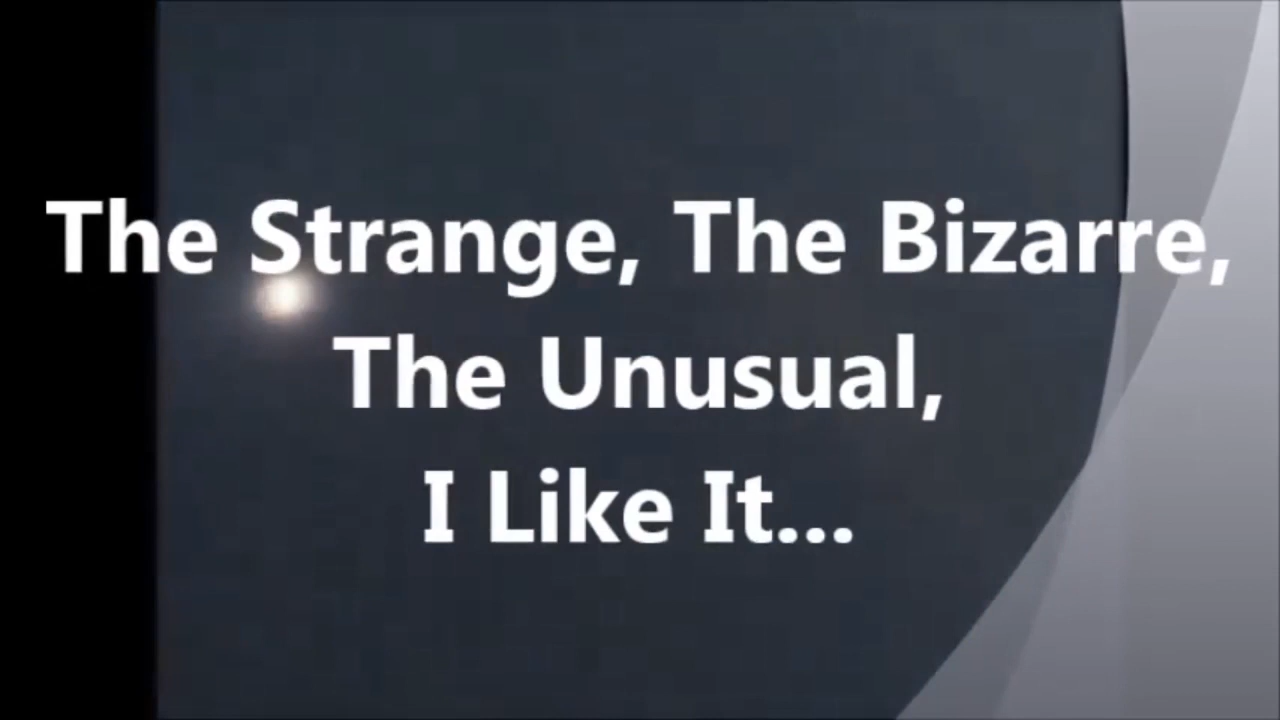 The Strange, The Bizarre,
The Unusual,
I Like It...